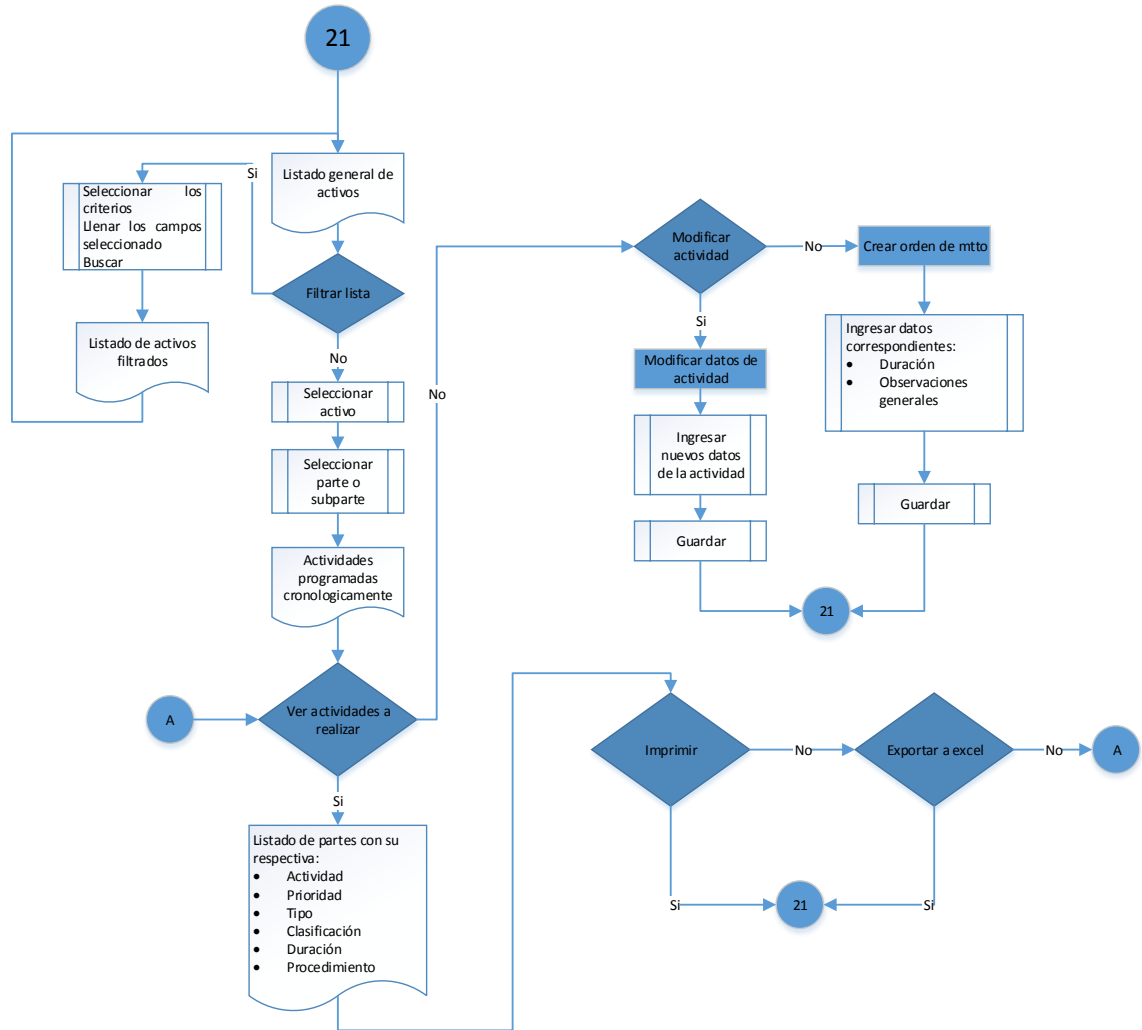 21
Listado general de
activos
Si
Seleccionar los
criterios
Llenar los campos
seleccionado
Buscar
Listado de activos
filtrados
Filtrar lista
No
Seleccionar
activo
Seleccionar
parte o
subparte
Actividades
programadas
cronologicamente
A
Ver actividades a
realizar
No
Si
Listado de partes con su
respectiva:
• Actividad
• Prioridad
• Tipo
• Clasificación
• Duración
• Procedimiento
Modificar
actividad
No
Crear orden de mtto
Si
Modificar datos de
actividad
Ingresar
nuevos datos
de la actividad
Guardar
Ingresar datos
correspondientes:
• Duración
• Observaciones
generales
Guardar
21
Imprimir
No
Exportar a excel
No
A
Si
21
Si